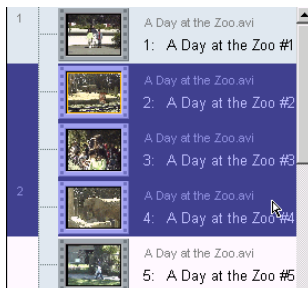 1
A Day at the Zoo.avi
1: A Day at the Zoo #1
A Day at the Zoo.avi
2: A Day at the Zoo #2
A Day at the Zoo.avi
3: A Day at the Zoo #3
2
A Day at the Zoo.avi
4: A Day at the Zoo #4
A Day at the Zoo.avi
5: A Day at the Zoo #5